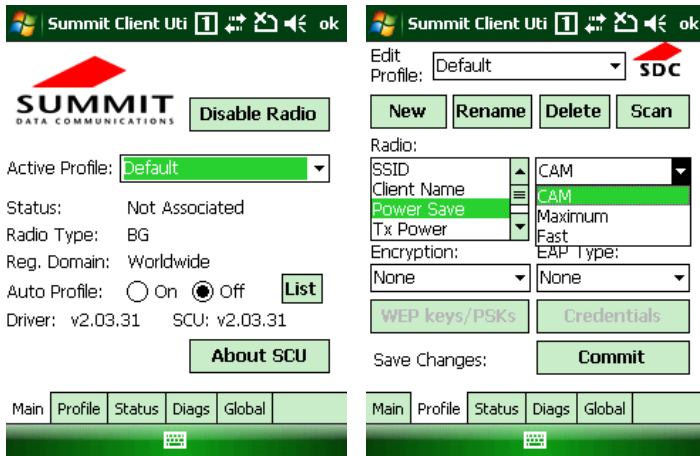 Summit Client Uti 1 ok
SUMMIT
DATA COMMUNICATIONS
Disable Radio
Active Profile: Default
Status: Not Associated
Radio Type: BG
Reg. Domain: Worldwide
Auto Profile: On Off List
Driver: v2.03.31 SCU: v2.03.31
About SCU
Main Profile Status Diags Global
Summit Client Uti 1 ok
Edit
Profile: Default
SDC
New Rename Delete Scan
Radio:
SSID CAM
Client Name CAM
Power Save Maximum
Tx Power Fast
Encryption: EAP Type:
None None
WEP keys/PSKs Credentials
Save Changes: Commit
Main Profile Status Diags Global